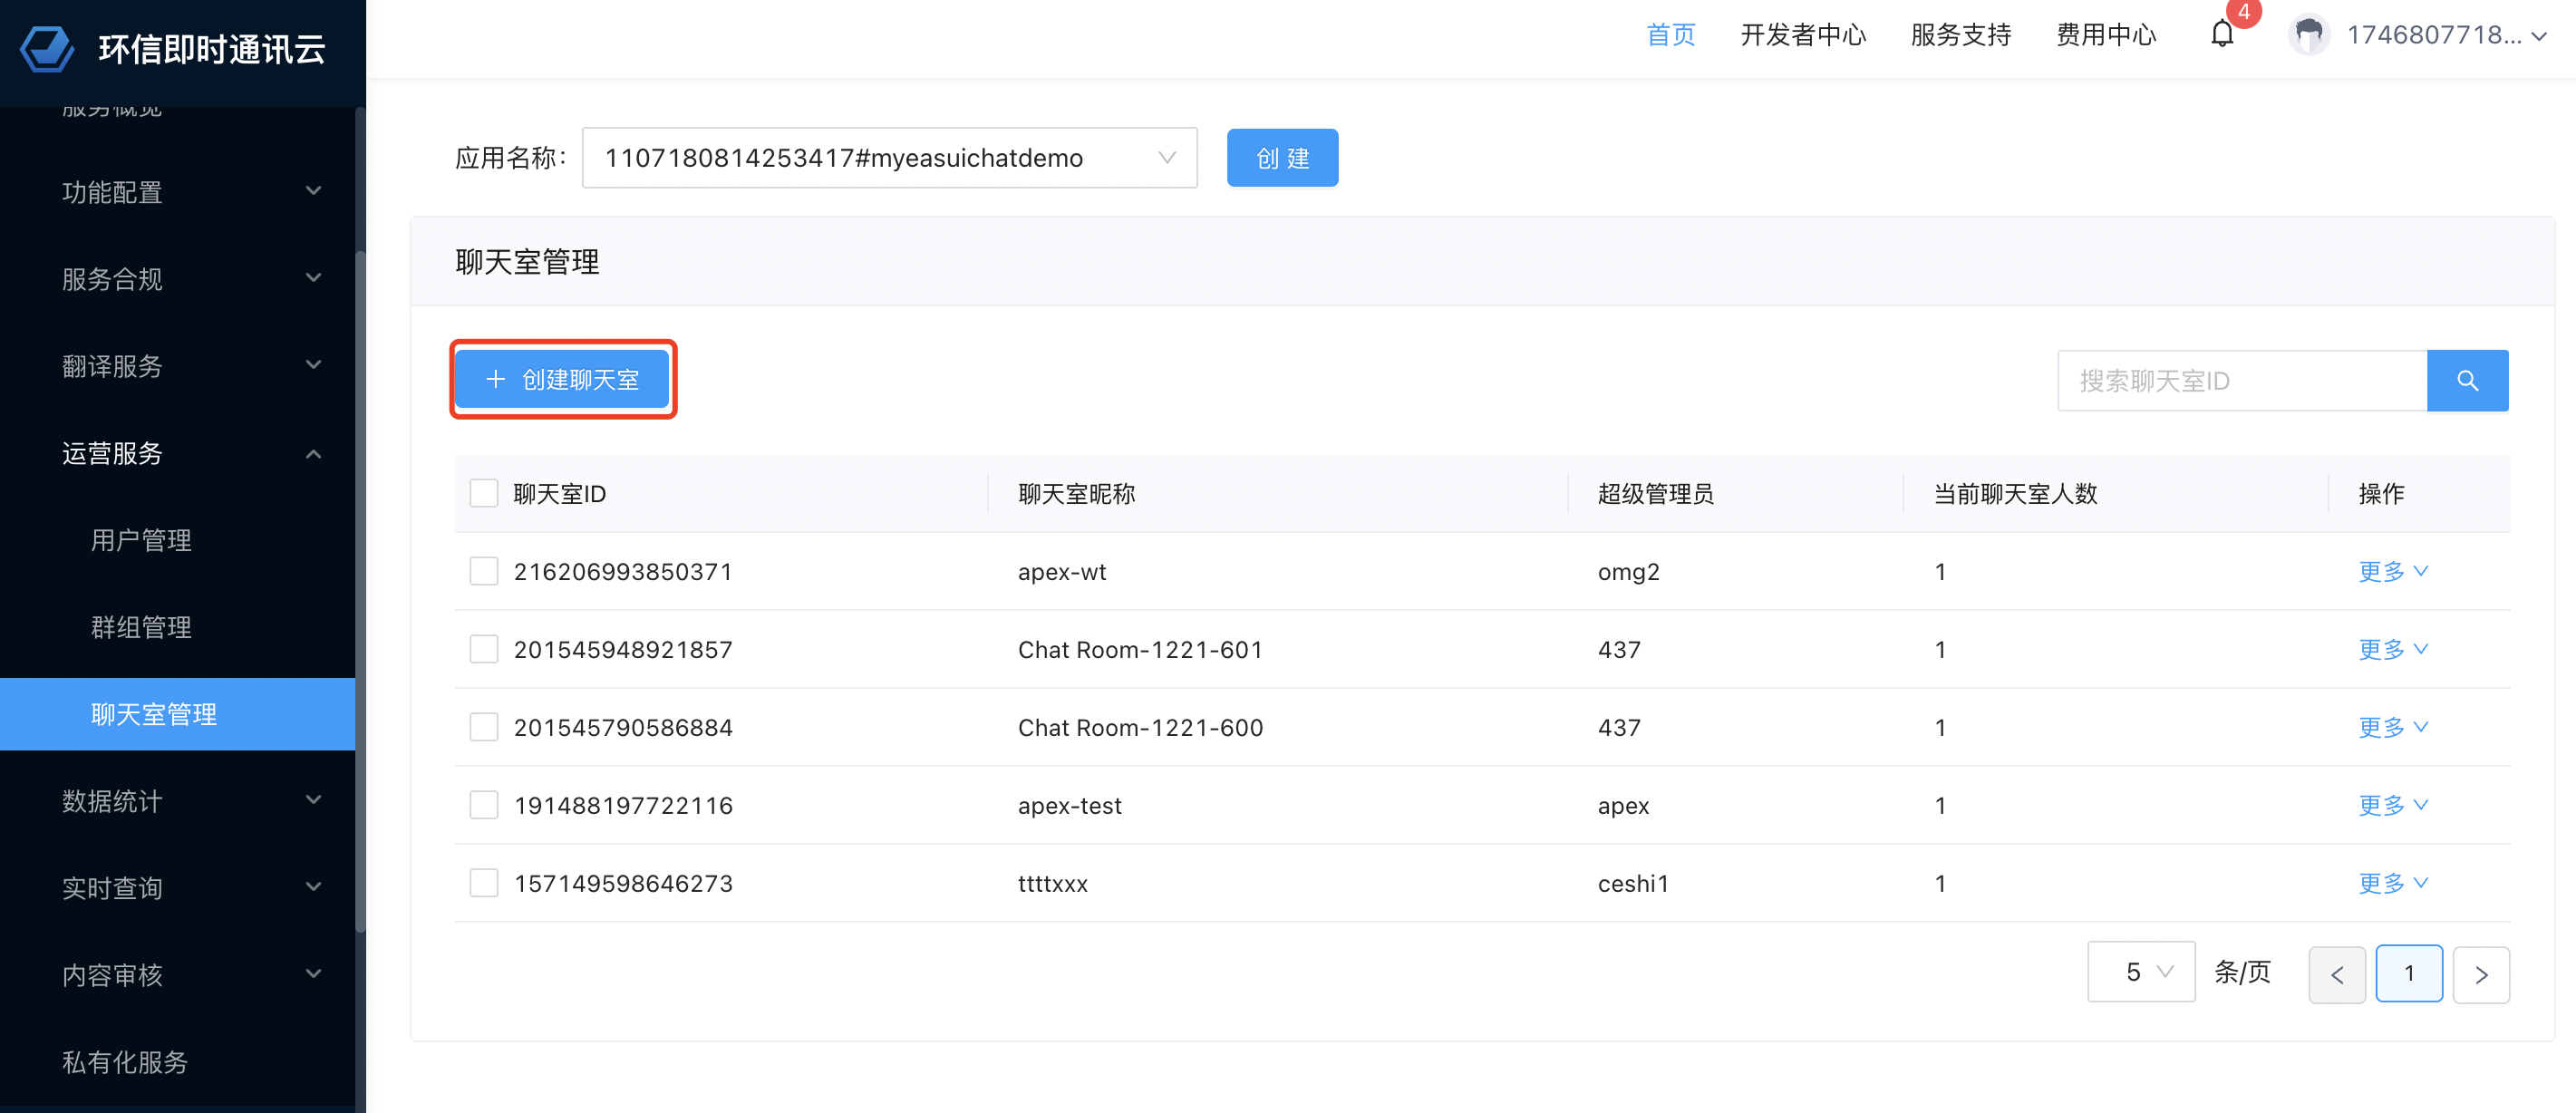 环信即时通讯云
首页
开发者中心
服务支持
费用中心
4
1746807718...
服务概览
功能配置
服务合规
翻译服务
运营服务
用户管理
群组管理
聊天室管理
数据统计
实时查询
内容审核
私有化服务
应用名称：
1107180814253417#myeasuichatdemo
创 建
聊天室管理
+ 创建聊天室
搜索聊天室ID
聊天室ID 聊天室昵称 超级管理员 当前聊天室人数 操作
216206993850371 apex-wt omg2 1 更多
201545948921857 Chat Room-1221-601 437 1 更多
201545790586884 Chat Room-1221-600 437 1 更多
191488197722116 apex-test apex 1 更多
157149598646273 ttttxxx ceshi1 1 更多
5 条/页 < 1 >